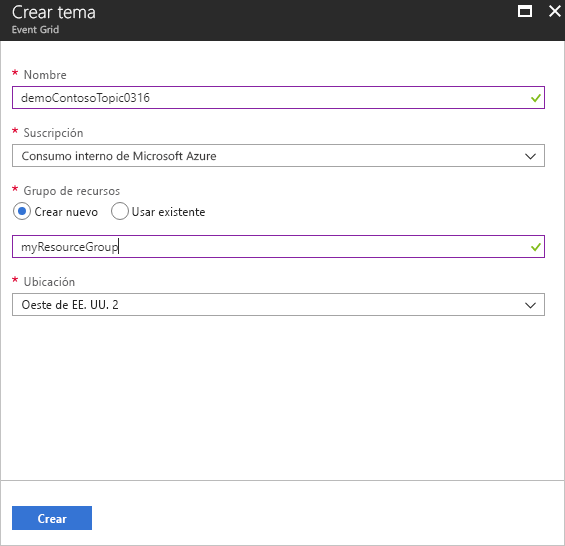 Crear tema
Event Grid
* Nombre
demoContosoTopic0316
* Suscripción
Consumo interno de Microsoft Azure
* Grupo de recursos
Crear nuevo Usar existente
myResourceGroup
* Ubicación
Oeste de EE. UU. 2
Crear